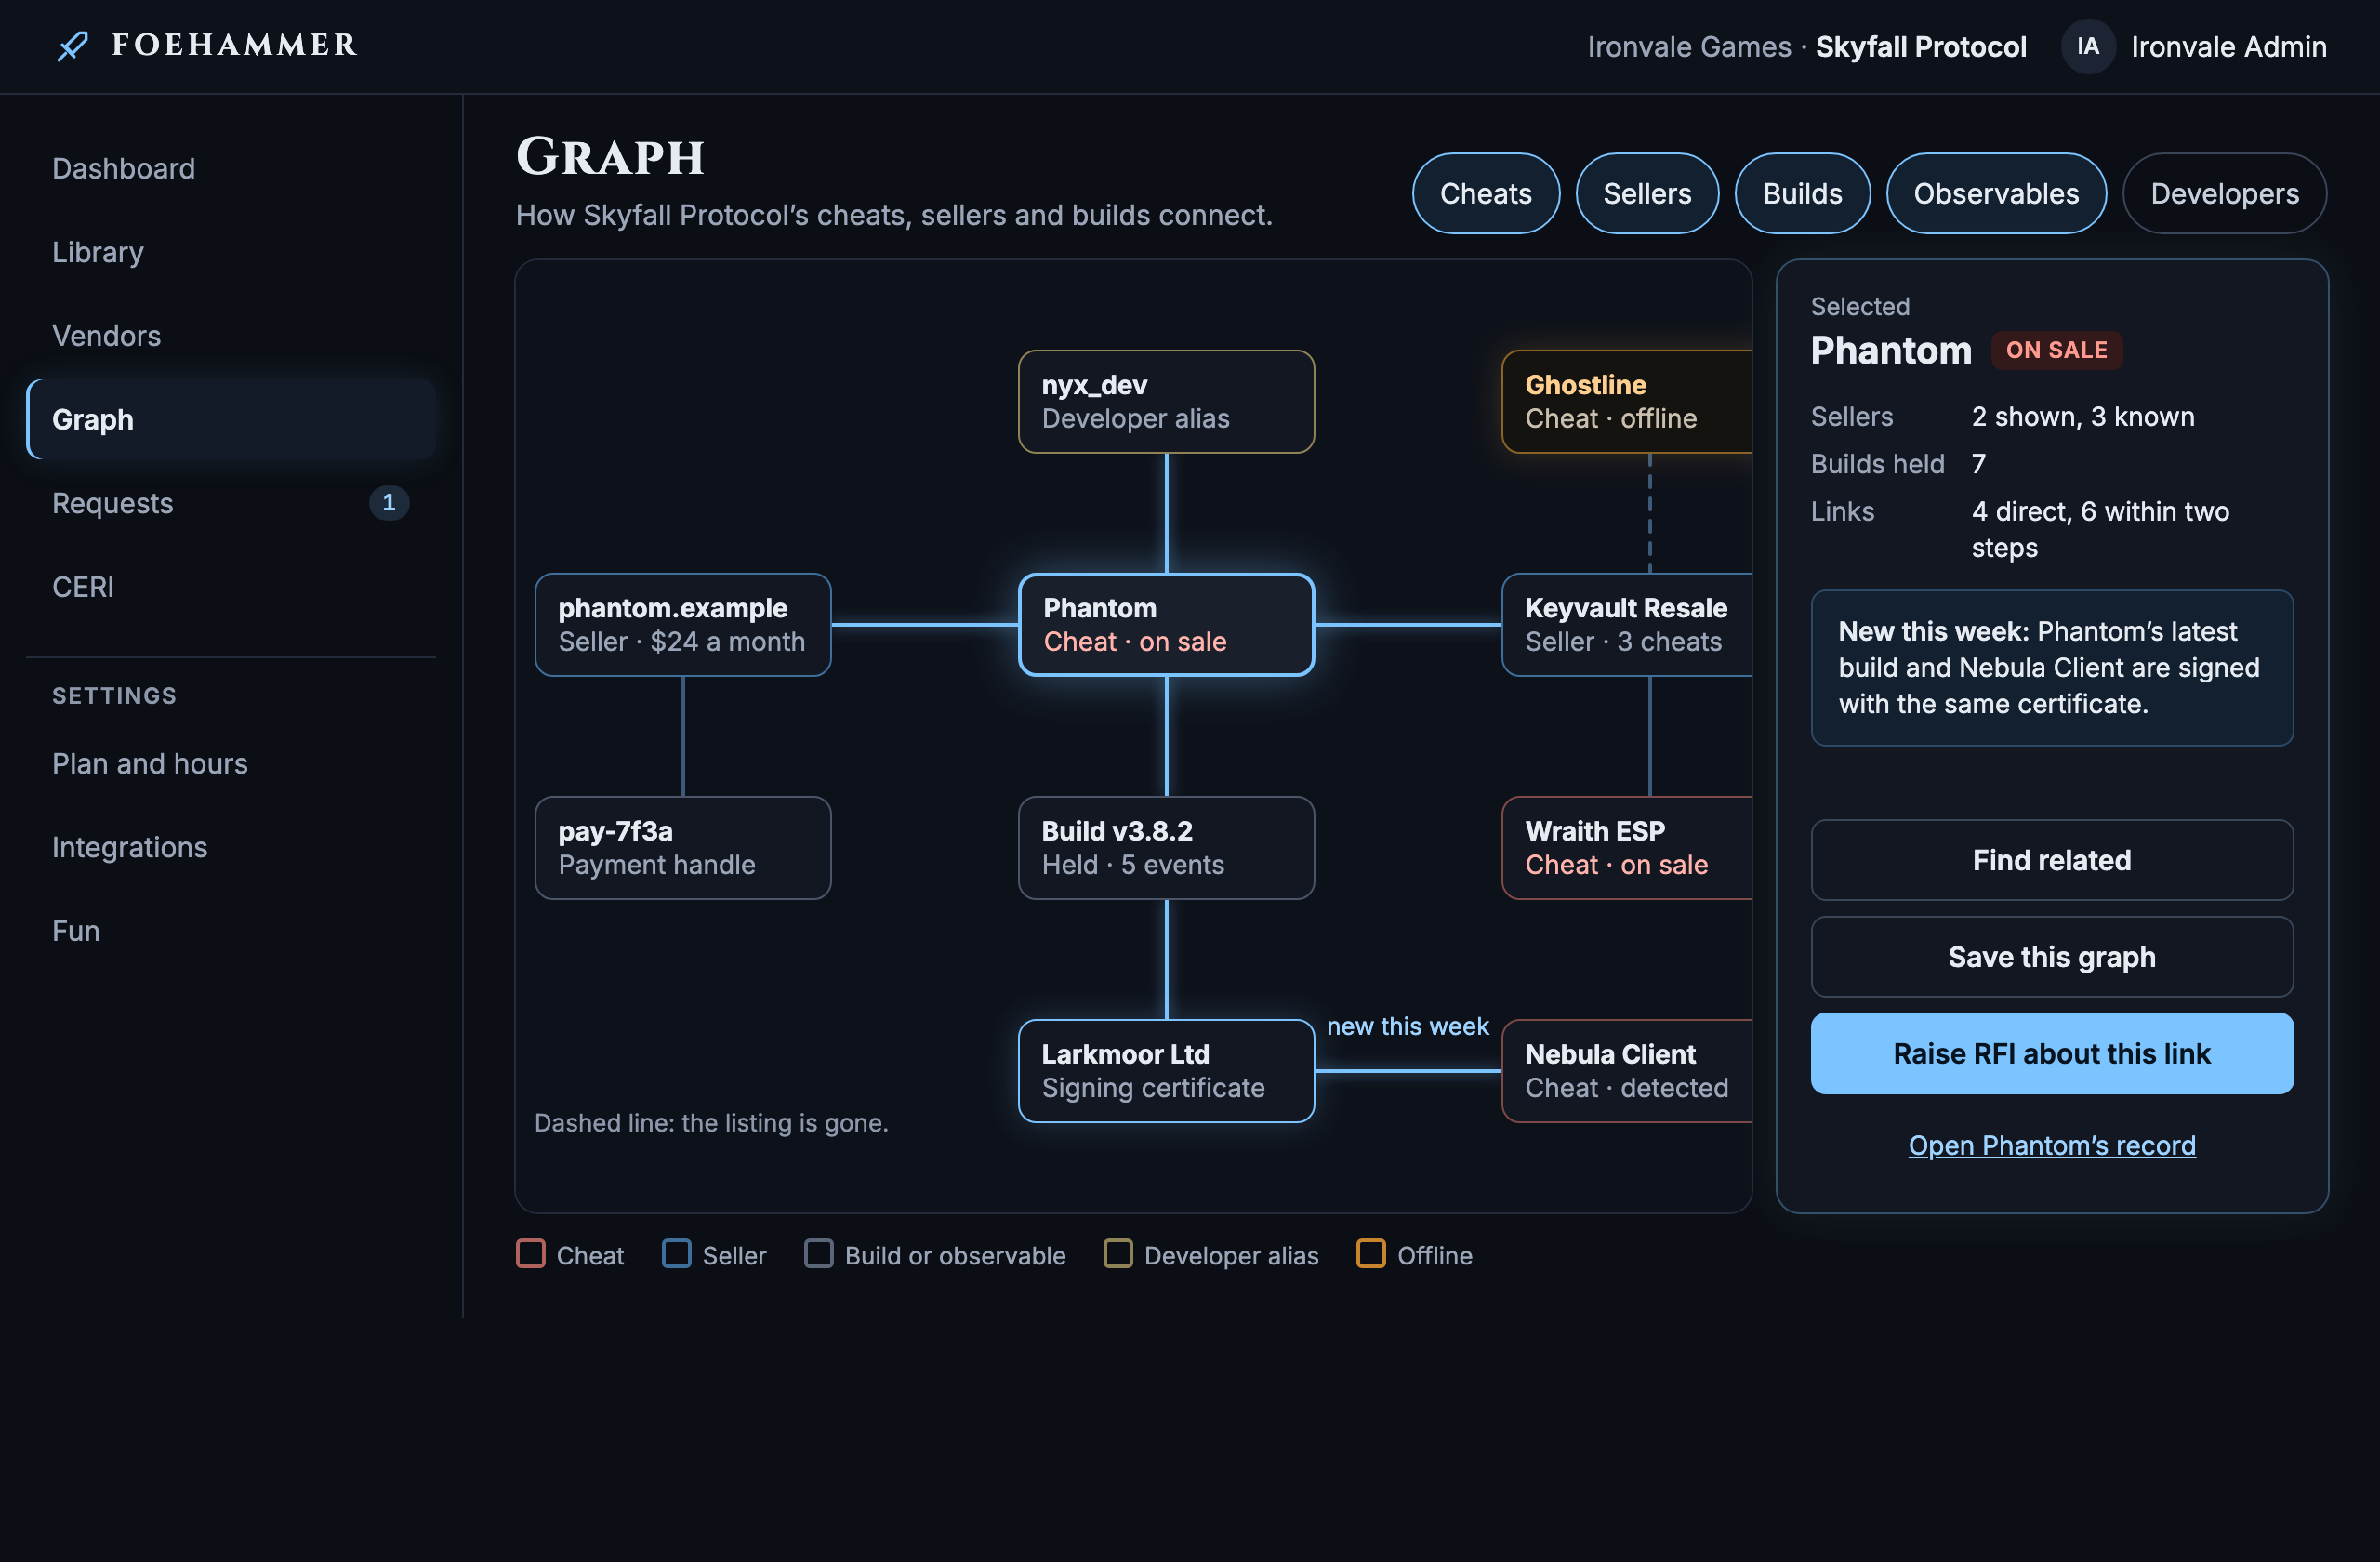 FOEHAMMER
Ironvale Games · Skyfall Protocol
IA
Ironvale Admin
Dashboard
Library
Vendors
Graph
Requests
1
CERI
SETTINGS
Plan and hours
Integrations
Fun
Graph
How Skyfall Protocol’s cheats, sellers and builds connect.
Cheats
Sellers
Builds
Observables
Developers
nyx_dev
Developer alias
Ghostline
Cheat · offline
phantom.example
Seller · $24 a month
Phantom
Cheat · on sale
Keyvault Resale
Seller · 3 cheats
pay-7f3a
Payment handle
Build v3.8.2
Held · 5 events
Wraith ESP
Cheat · on sale
Larkmoor Ltd
Signing certificate
new this week
Nebula Client
Cheat · detected
Dashed line: the listing is gone.
Cheat
Seller
Build or observable
Developer alias
Offline
Selected
Phantom
ON SALE
Sellers 2 shown, 3 known
Builds held 7
Links 4 direct, 6 within two
steps
New this week: Phantom’s latest
build and Nebula Client are signed
with the same certificate.
Find related
Save this graph
Raise RFI about this link
Open Phantom’s record